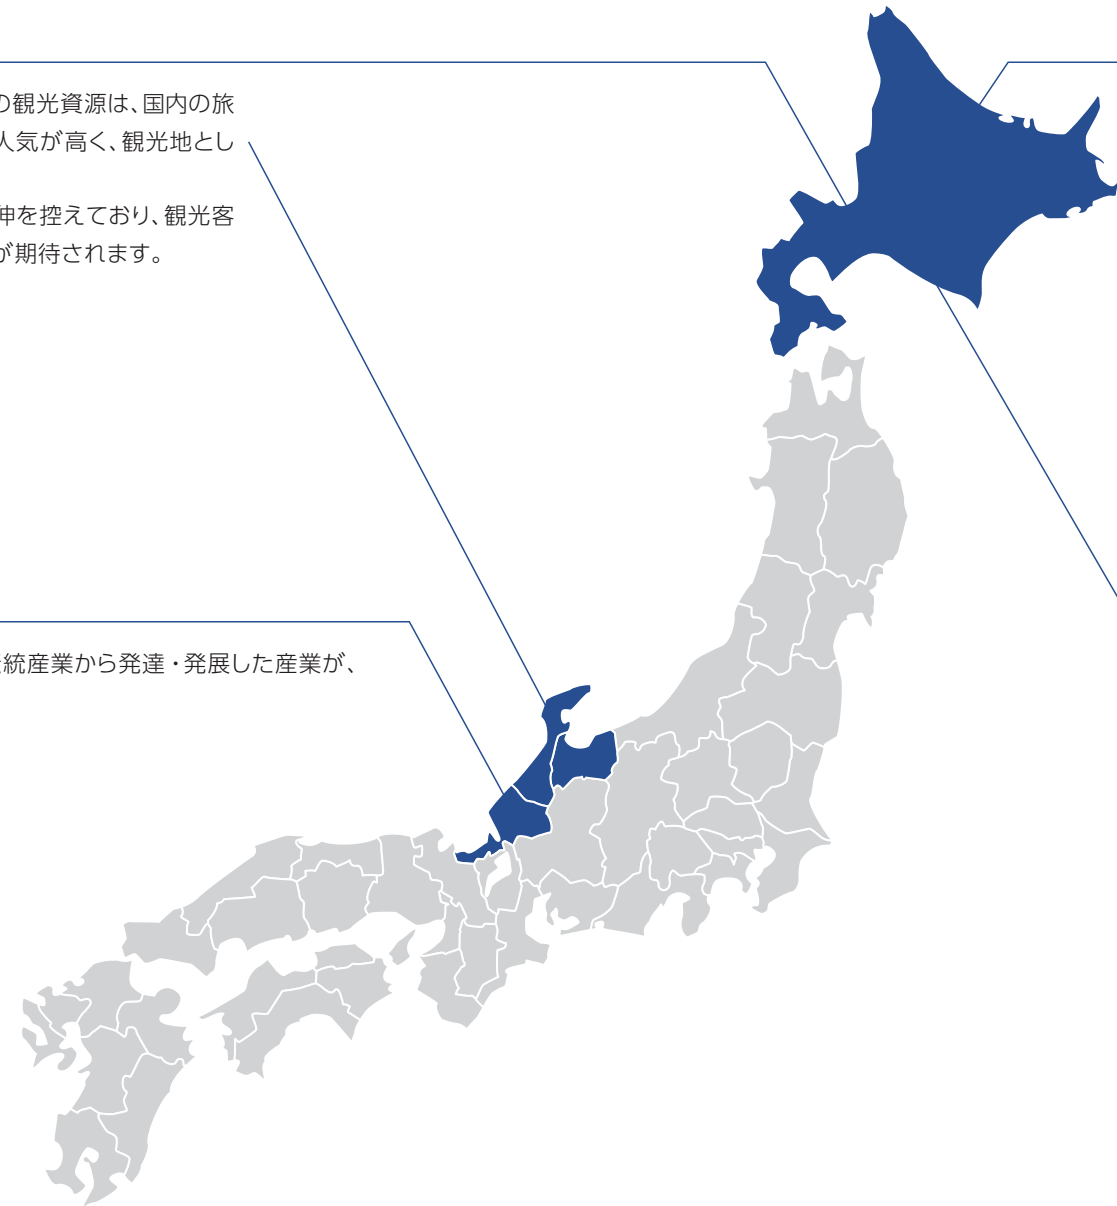 の観光資源は、国内の旅
人気が高く、観光地とし
伸を控えており、観光客
が期待されます。
統産業から発達・発展した産業が、